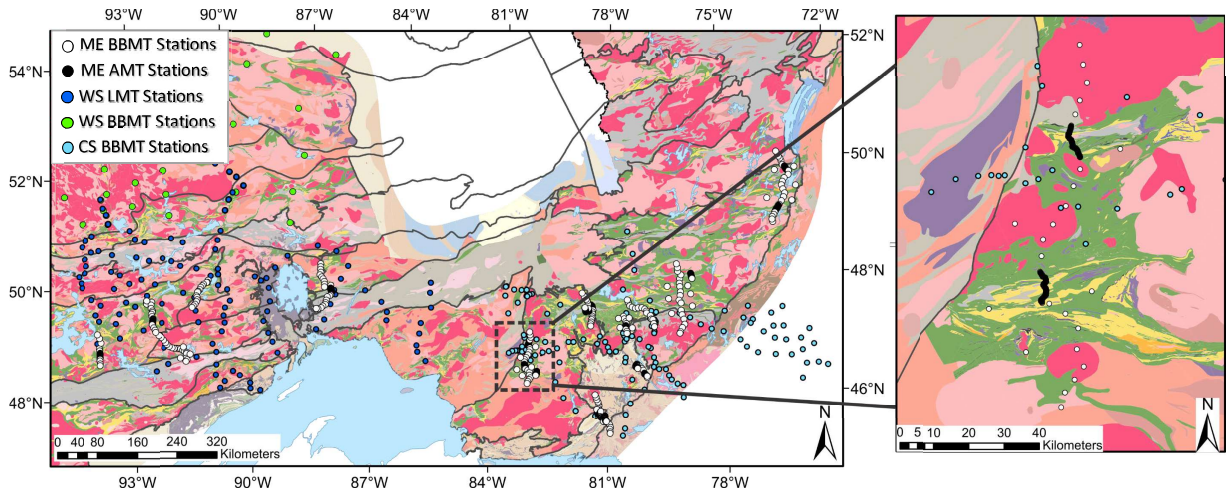 93°W 90°W 87°W 84°W 81°W 78°W 75°W 72°W
ME BBMT Stations
ME AMT Stations
WS LMT Stations
WS BBMT Stations
CS BBMT Stations
54°N
52°N
50°N
48°N
52°N
50°N
48°N
46°N
0 40 80 160 240 320
Kilometers
N
93°W 90°W 87°W 84°W 81°W 78°W
0 5 10 20 30 40
Kilometers
N